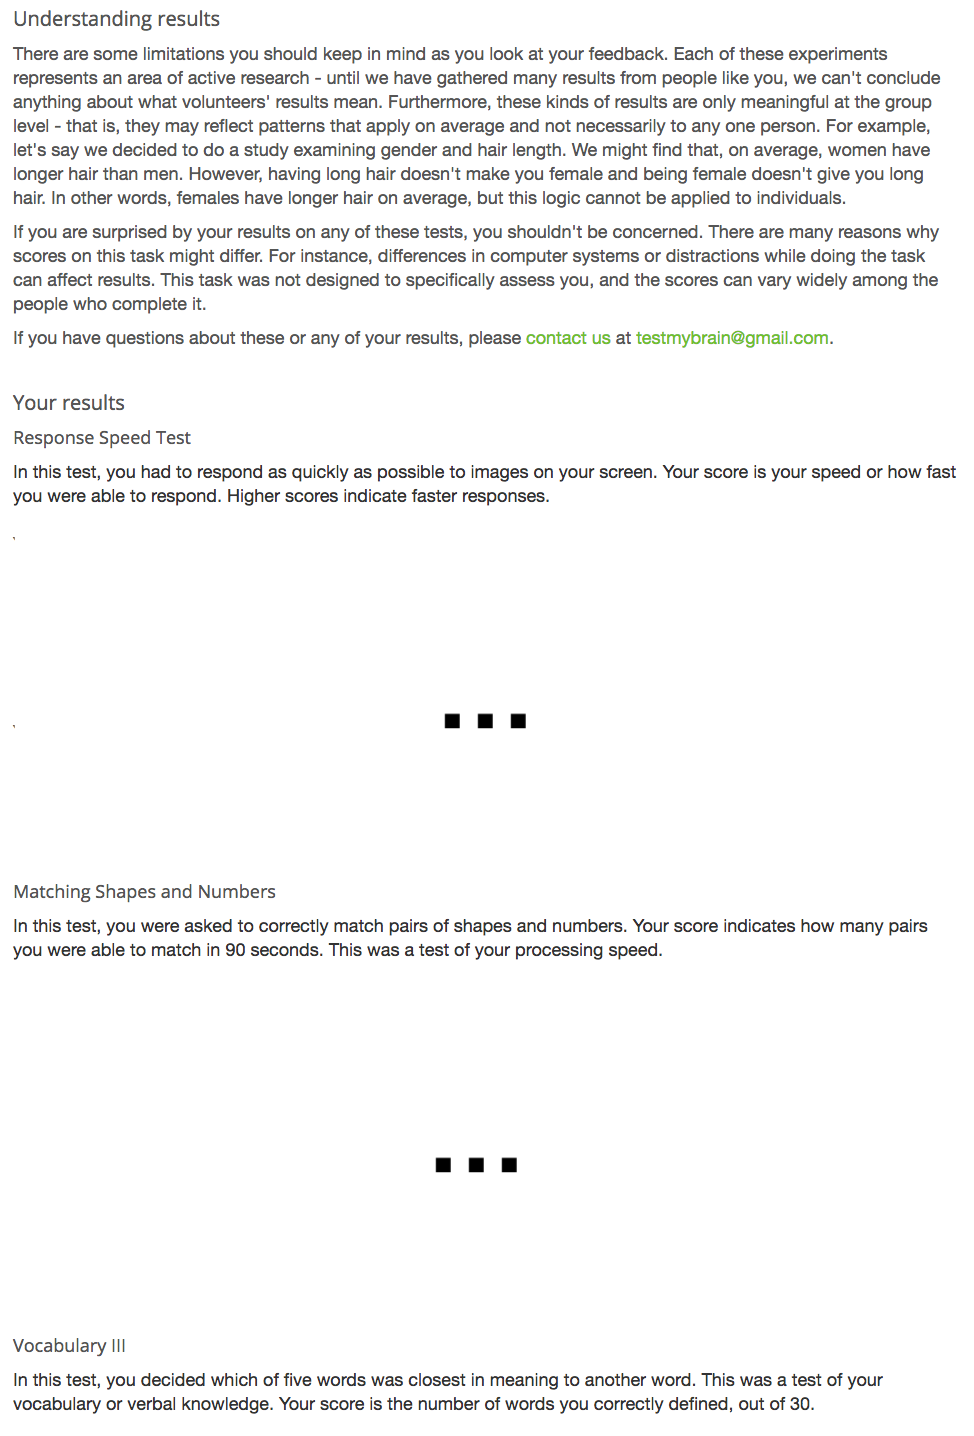 Understanding results
There are some limitations you should keep in mind as you look at your feedback. Each of these experiments
represents an area of active research - until we have gathered many results from people like you, we can't conclude
anything about what volunteers' results mean. Furthermore, these kinds of results are only meaningful at the group
level - that is, they may reflect patterns that apply on average and not necessarily to any one person. For example,
let's say we decided to do a study examining gender and hair length. We might find that, on average, women have
longer hair than men. However, having long hair doesn't make you female and being female doesn't give you long
hair. In other words, females have longer hair on average, but this logic cannot be applied to individuals.
If you are surprised by your results on any of these tests, you shouldn't be concerned. There are many reasons why
scores on this task might differ. For instance, differences in computer systems or distractions while doing the task
can affect results. This task was not designed to specifically assess you, and the scores can vary widely among the
people who complete it.
If you have questions about these or any of your results, please contact us at testmybrain@gmail.com.
Your results
Response Speed Test
In this test, you had to respond as quickly as possible to images on your screen. Your score is your speed or how fast
you were able to respond. Higher scores indicate faster responses.
Matching Shapes and Numbers
In this test, you were asked to correctly match pairs of shapes and numbers. Your score indicates how many pairs
you were able to match in 90 seconds. This was a test of your processing speed.
Vocabulary III
In this test, you decided which of five words was closest in meaning to another word. This was a test of your
vocabulary or verbal knowledge. Your score is the number of words you correctly defined, out of 30.